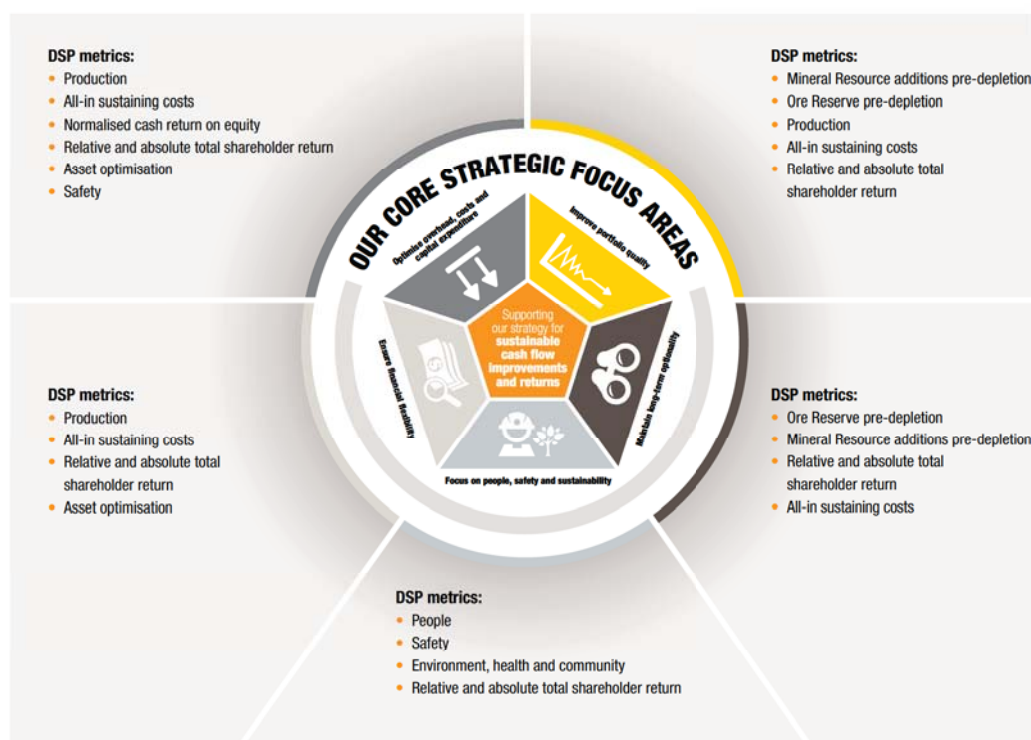 DSP metrics:
• Production
• All-in sustaining costs
• Normalised cash return on equity
• Relative and absolute total shareholder return
• Asset optimisation
• Safety
DSP metrics:
• Mineral Resource additions pre-depletion
• Ore Reserve pre-depletion
• Production
• All-in sustaining costs
• Relative and absolute total
shareholder return
OUR CORE STRATEGIC FOCUS AREAS
Optimise overhead, costs and
capital expenditure
Improve portfolio quality
Ensure financial flexibility
Maintain long-term optionality
Focus on people, safety and sustainability
Supporting
our strategy for
sustainable
cash flow
improvements
and returns
DSP metrics:
• Production
• All-in sustaining costs
• Relative and absolute total
shareholder return
• Asset optimisation
DSP metrics:
• Ore Reserve pre-depletion
• Mineral Resource additions pre-depletion
• Relative and absolute total
shareholder return
• All-in sustaining costs
DSP metrics:
• People
• Safety
• Environment, health and community
• Relative and absolute total shareholder return